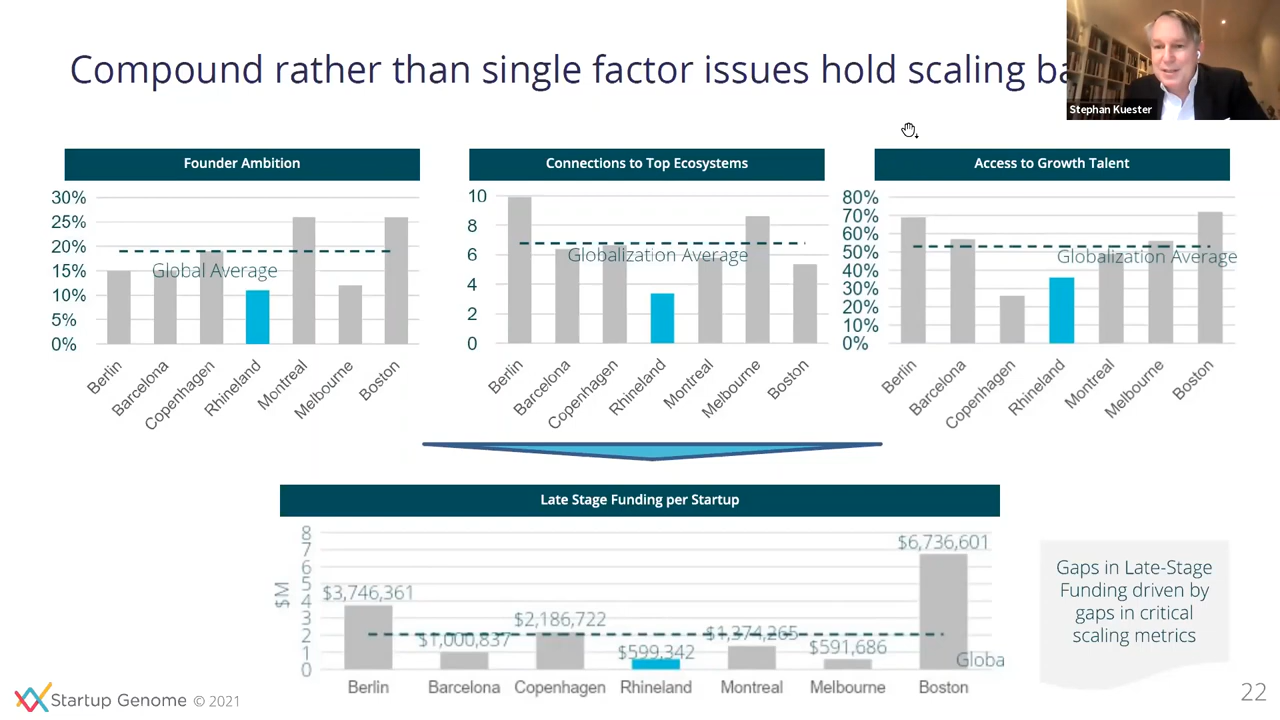 Compound rather than single factor issues hold scaling
Stephan Kuester
Founder Ambition
30%
25%
20%
15%
10%
5%
0%
Global Average
Berlin
Barcelona
Copenhagen
Rhineland
Montreal
Melbourne
Boston
Connections to Top Ecosystems
10
8
6
4
2
0
Globalization Average
Berlin
Barcelona
Copenhagen
Rhineland
Montreal
Melbourne
Boston
Access to Growth Talent
80%
70%
60%
50%
40%
30%
20%
10%
0%
Globalization Average
Berlin
Barcelona
Copenhagen
Rhineland
Montreal
Melbourne
Boston
Late Stage Funding per Startup
$M
8
7
6
5
4
3
2
1
0
$3,746,361
$1,000,837
$2,186,722
$599,342
$1,374,265
$591,686
$6,736,601
Globa
Berlin
Barcelona
Copenhagen
Rhineland
Montreal
Melbourne
Boston
Gaps in Late-Stage
Funding driven by
gaps in critical
scaling metrics
Startup Genome © 2021
22